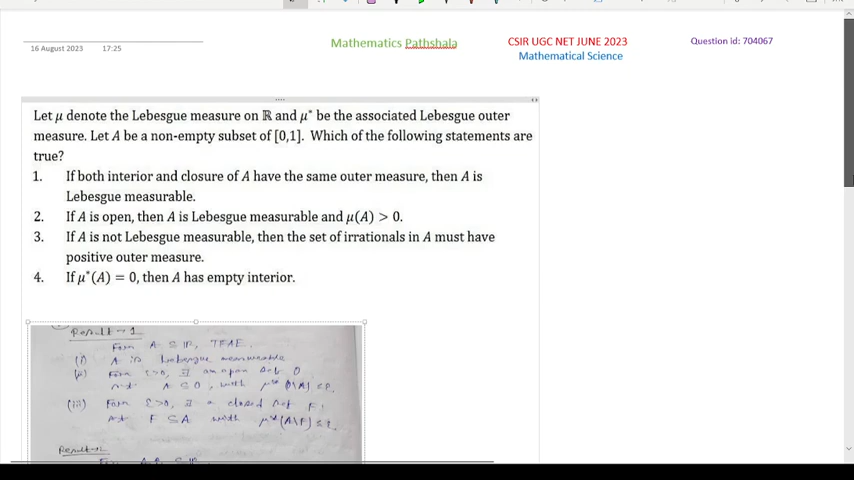 Mathematics Pathshala
CSIR UGC NET JUNE 2023
Mathematical Science
Question id: 704067
16 August 2023 17:25
Let μ denote the Lebesgue measure on ℝ and μ* be the associated Lebesgue outer
measure. Let A be a non-empty subset of [0,1]. Which of the following statements are
true?
1. If both interior and closure of A have the same outer measure, then A is
Lebesgue measurable.
2. If A is open, then A is Lebesgue measurable and μ(A) > 0.
3. If A is not Lebesgue measurable, then the set of irrationals in A must have
positive outer measure.
4. If μ*(A) = 0, then A has empty interior.
Result-1
A ⊆ ℝ, TFAE
(i) A is Lebesgue measurable
ε>0, ∃ an open set O
A ⊆ O, with μ*(O\A) ≤ ε.
(iii) ε>0, ∃ a closed set F
F ⊆ A with μ*(A\F) ≤ ε.
Result-2